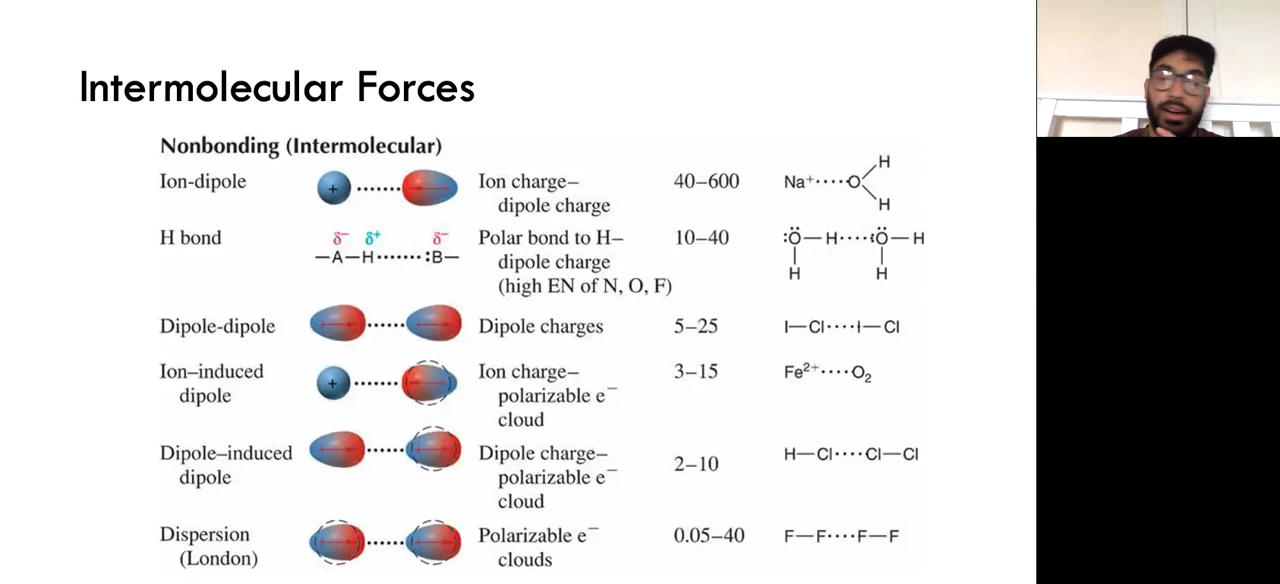 Intermolecular Forces
Nonbonding (Intermolecular)
Ion-dipole
+
Ion charge–
dipole charge
40–600
Na⁺·····O
H
H
H bond
δ⁻ δ⁺ δ⁻
—A—H·······:B—
Polar bond to H–
dipole charge
(high EN of N, O, F)
10–40
:Ö—H·····:Ö—H
H H
Dipole-dipole
Dipole charges
5–25
I—Cl····I—Cl
Ion–induced
dipole
+
Ion charge–
polarizable e⁻
cloud
3–15
Fe²⁺····O₂
Dipole–induced
dipole
Dipole charge–
polarizable e⁻
cloud
2–10
H—Cl····Cl—Cl
Dispersion
(London)
Polarizable e⁻
clouds
0.05–40
F—F····F—F